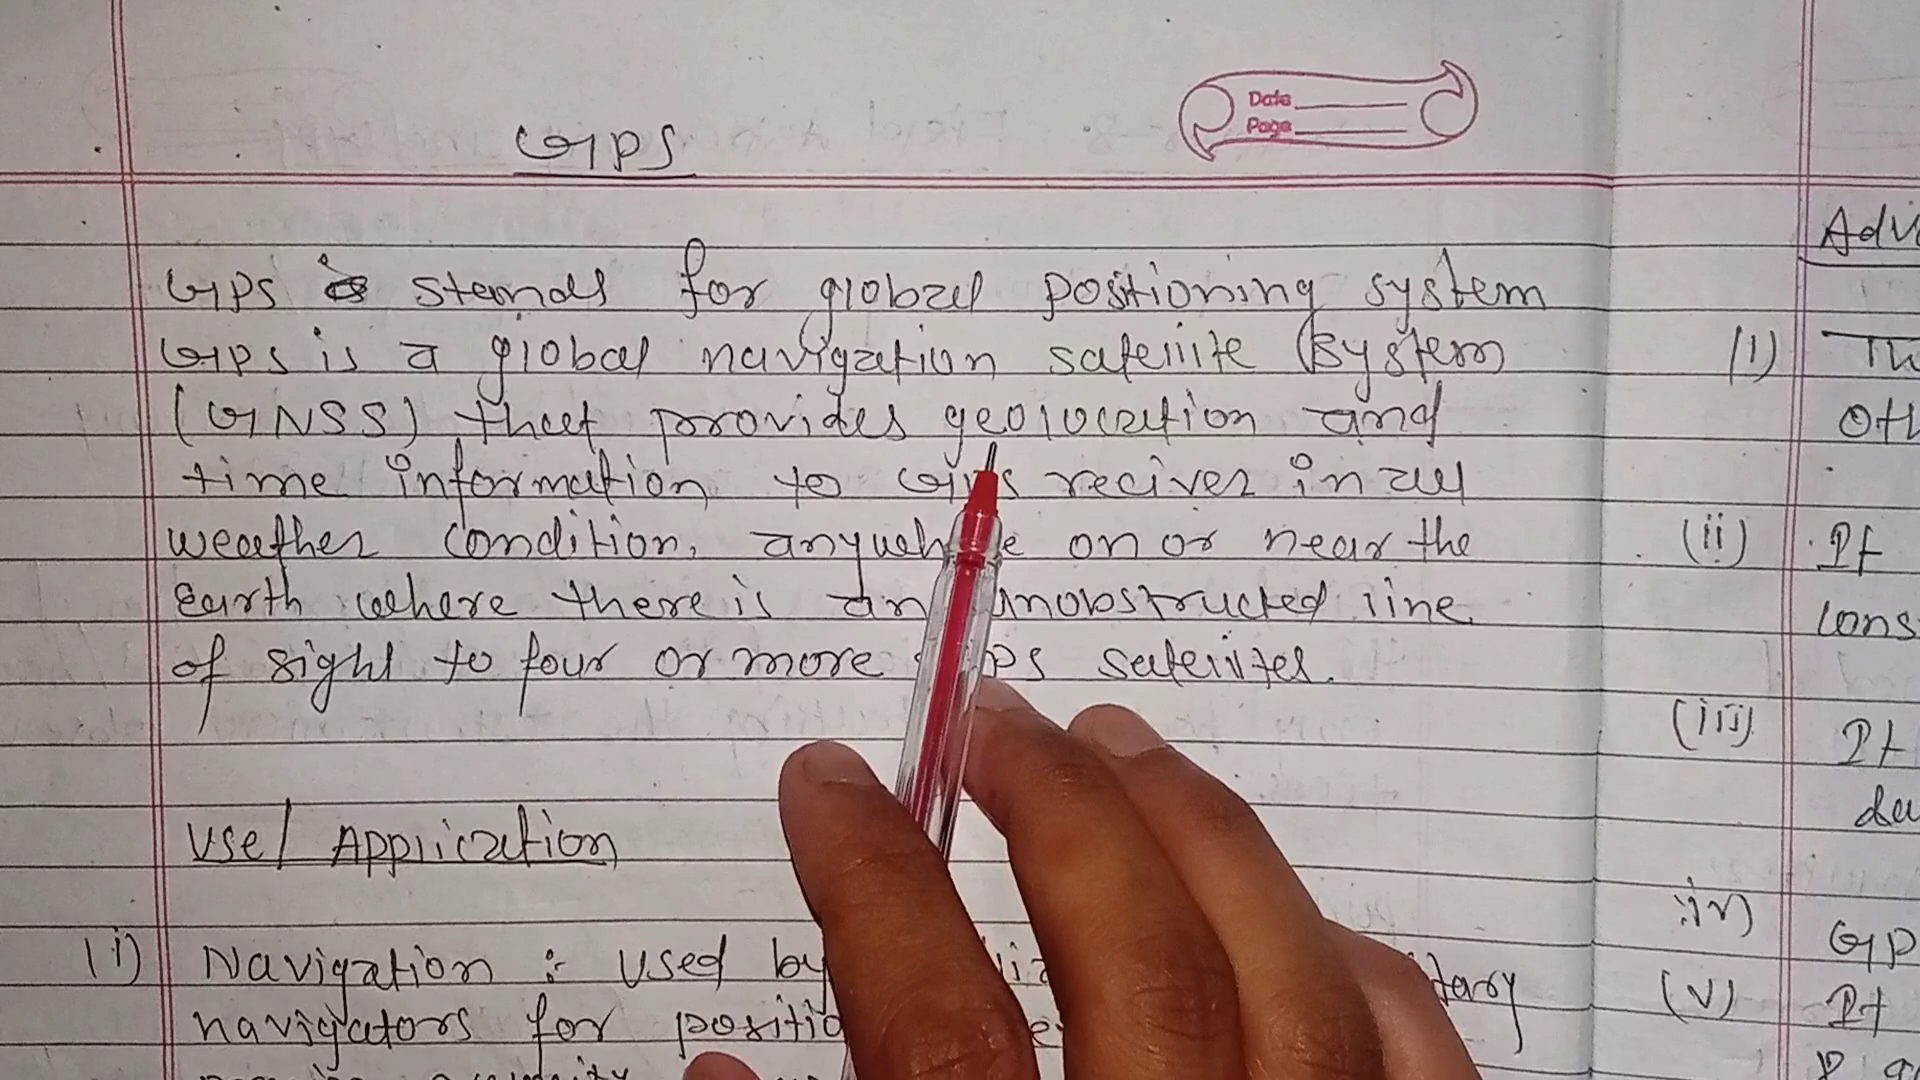 Date
Page
GPS
GPS is stands for global positioning system
GPS is a global navigation satellite system
(GNSS) that provides geolocation and
time information to GPS reciver in all
weather condition, anywhere on or near the
Earth where there is an unobstructed line
of sight to four or more GPS satellites.
Use/ Application
(i) Navigation :- used by
navigators for
Adv
(i) Th
Oth
(ii) If
cons
(iii) It
da
iv) GP
(v) It